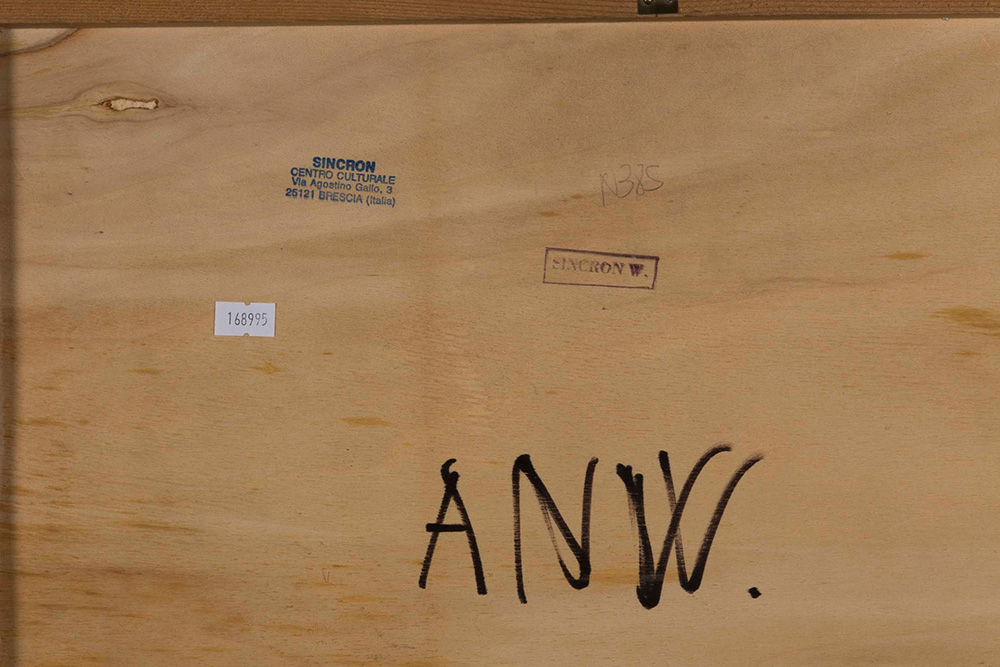 SINCRON
CENTRO CULTURALE
Via Agostino Gallo, 3
25121 BRESCIA (Italia)
N385
SINCRON W.
168995
ANW.